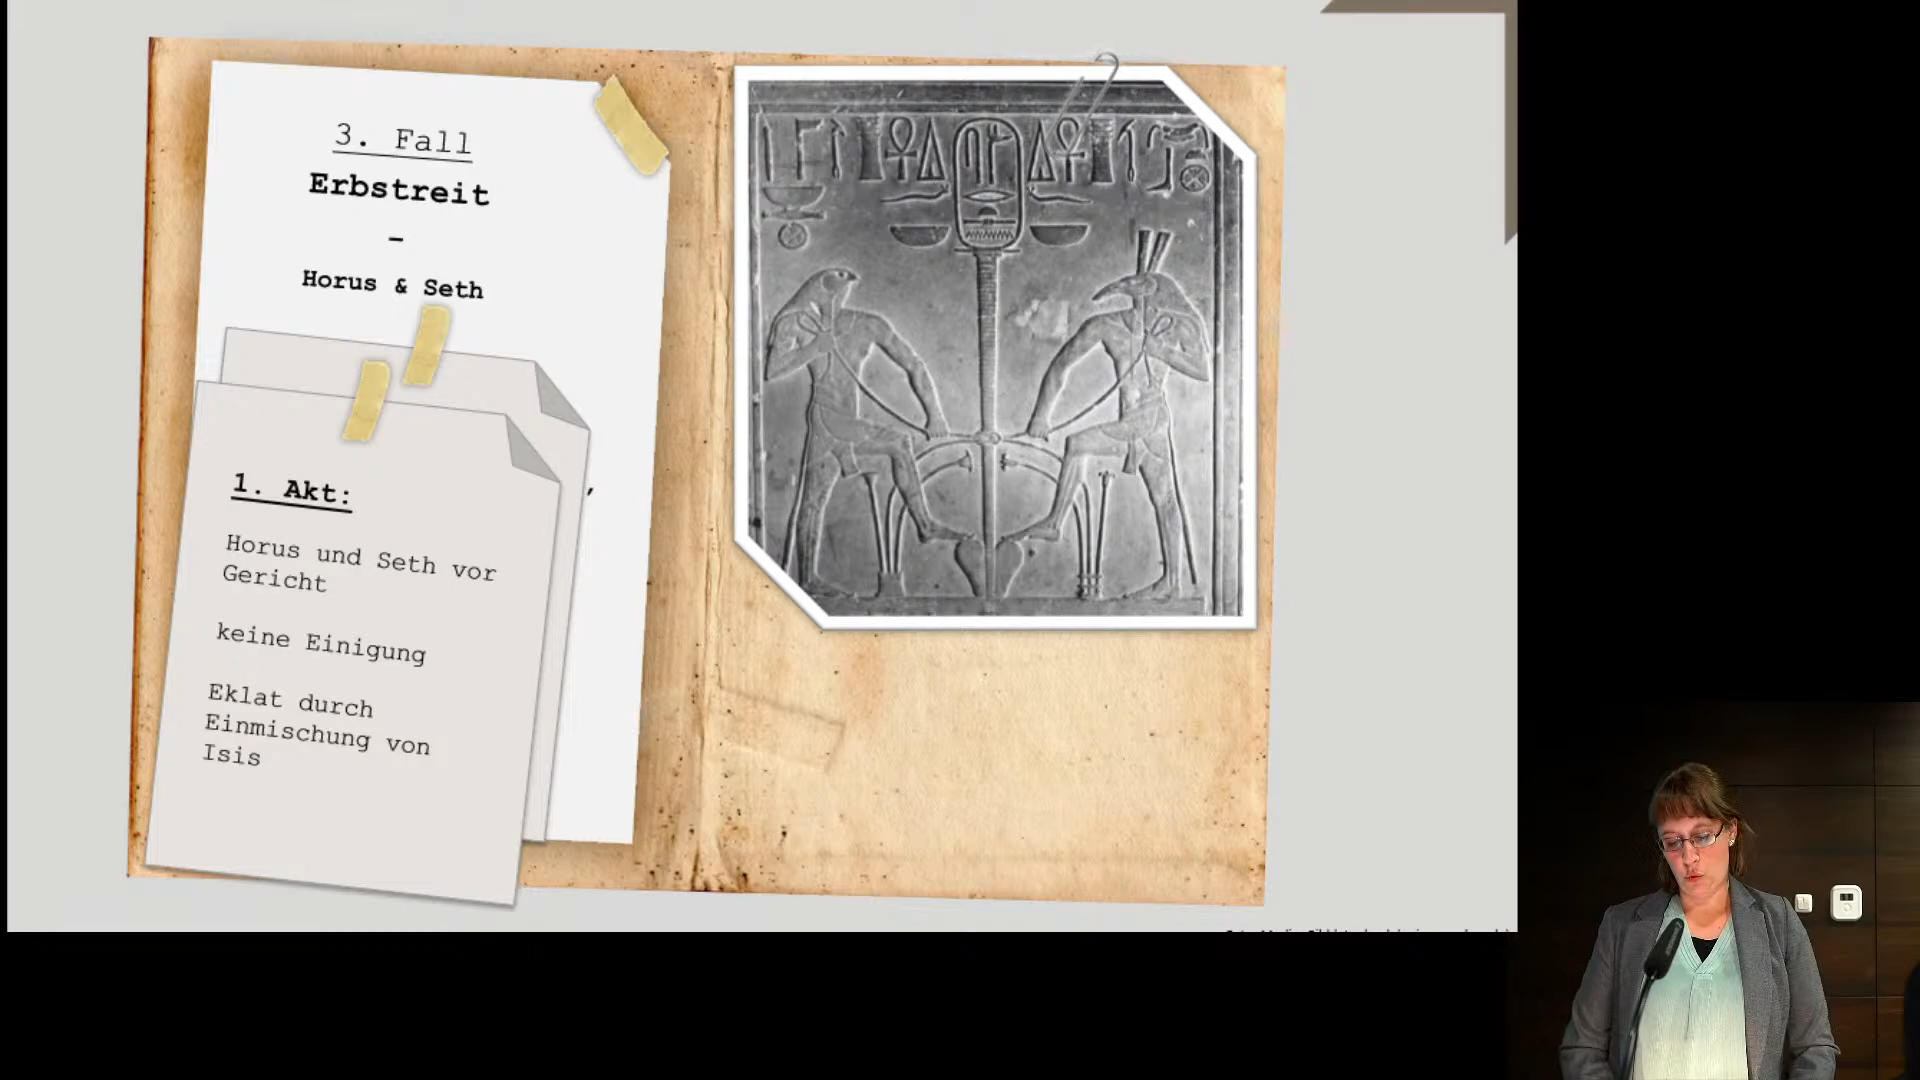 3. Fall
Erbstreit
–
Horus & Seth
,
1. Akt:
Horus und Seth vor
Gericht
keine Einigung
Eklat durch
Einmischung von
Isis